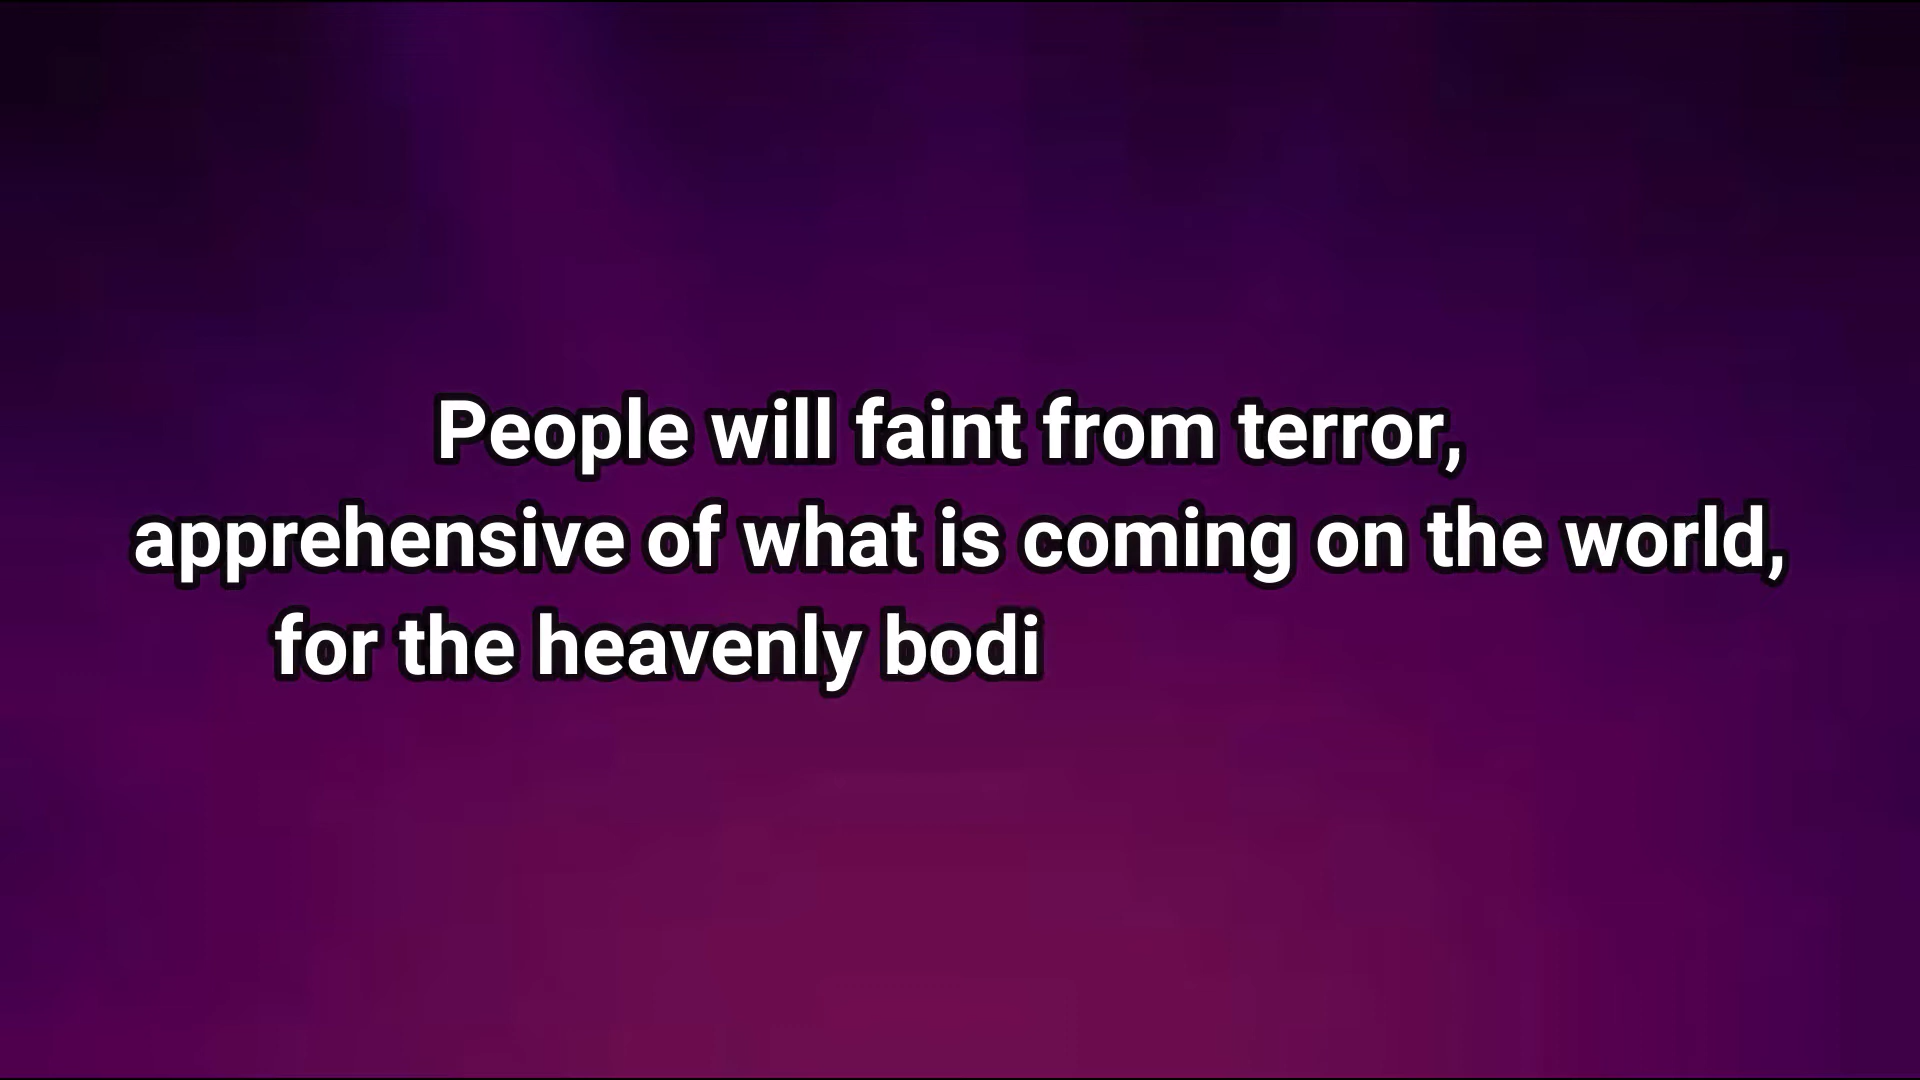 People will faint from terror,
apprehensive of what is coming on the world,
for the heavenly bodi